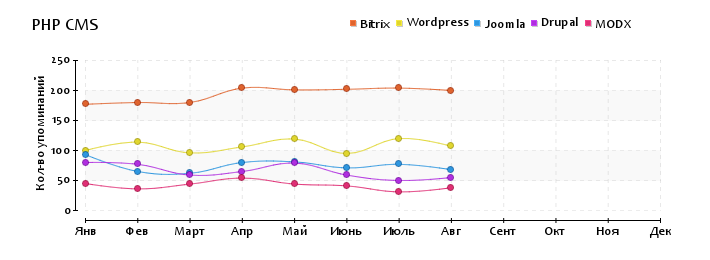 PHP CMS
Bitrix Wordpress Joomla Drupal MODX
Кол-во упоминаний
250
200
150
100
50
0
Янв Фев Март Апр Май Июнь Июль Авг Сент Окт Ноя Дек